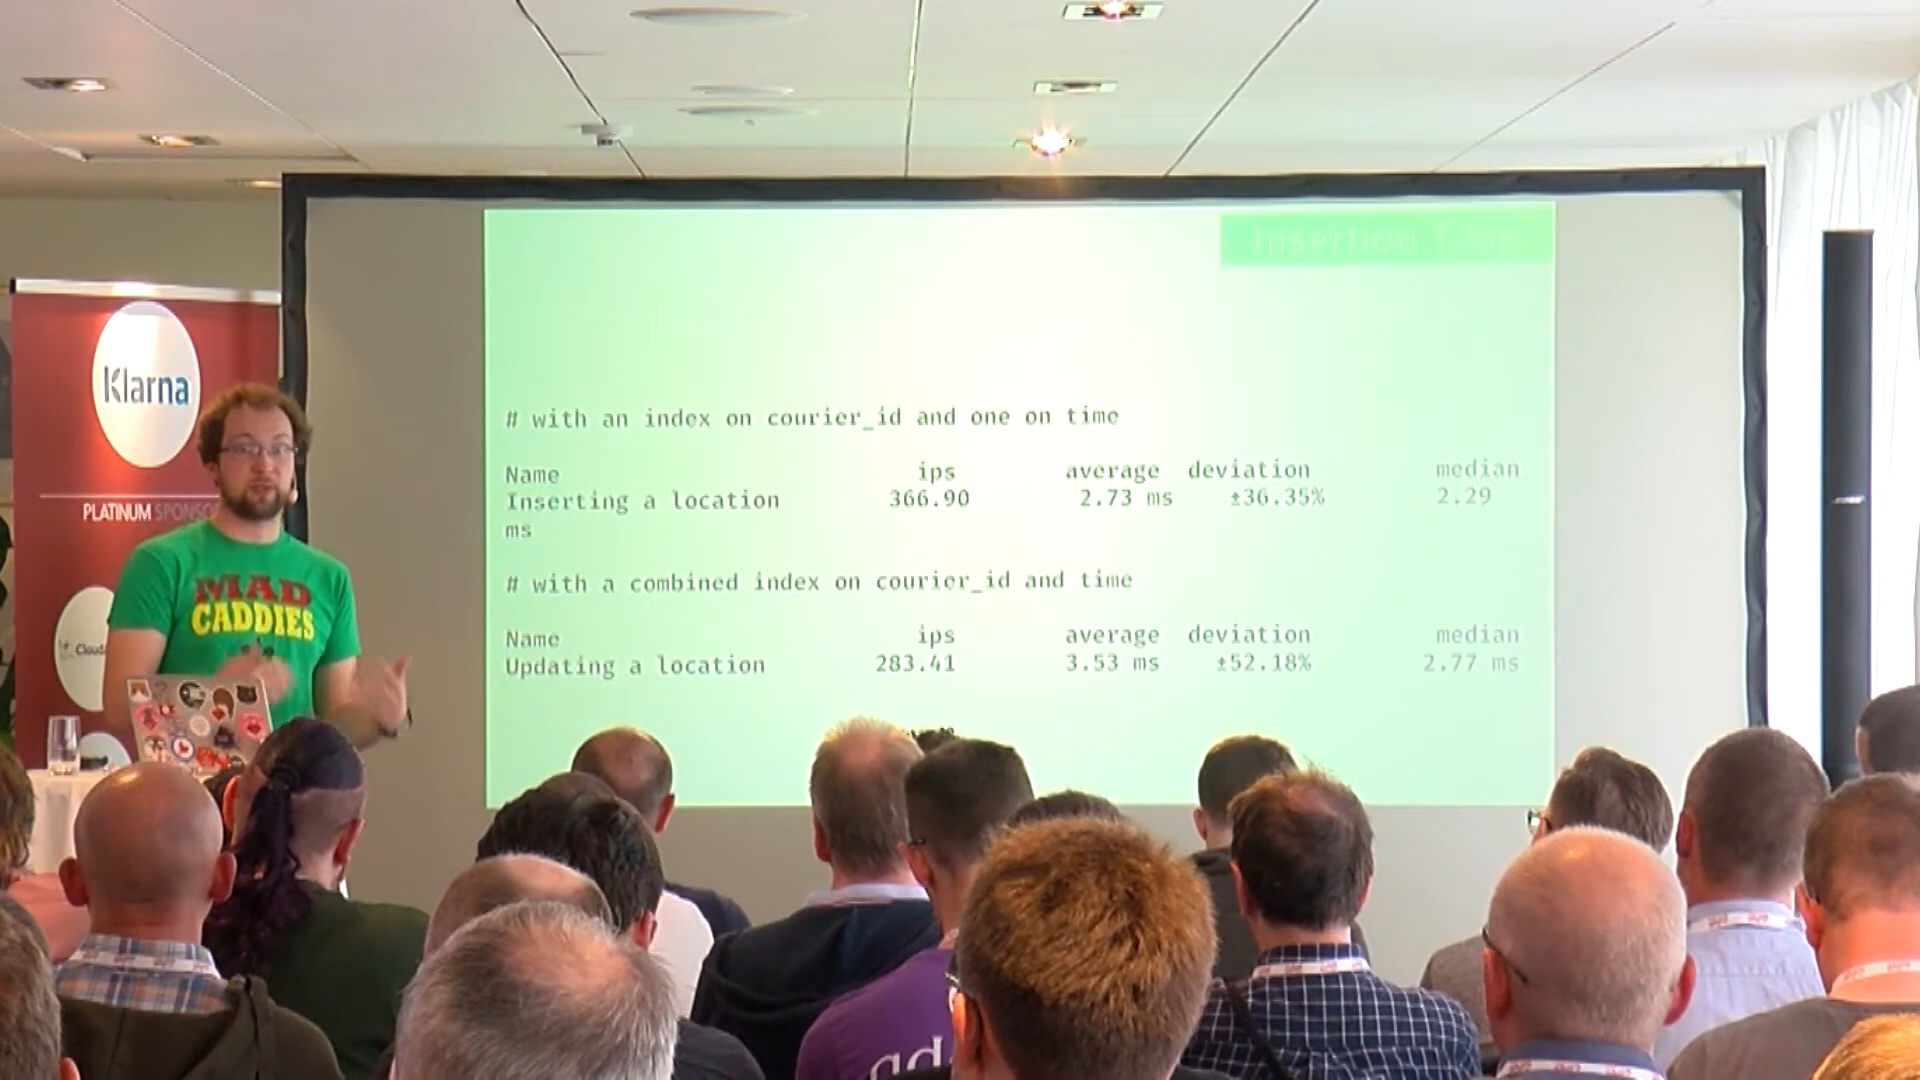 Insertion Time
# with an index on courier_id and one on time
Name ips average deviation median
Inserting a location 366.90 2.73 ms ±36.35% 2.29
ms
# with a combined index on courier_id and time
Name ips average deviation median
Updating a location 283.41 3.53 ms ±52.18% 2.77 ms
Klarna
PLATINUM SPONSO
Cloud
MAD
CADDIES